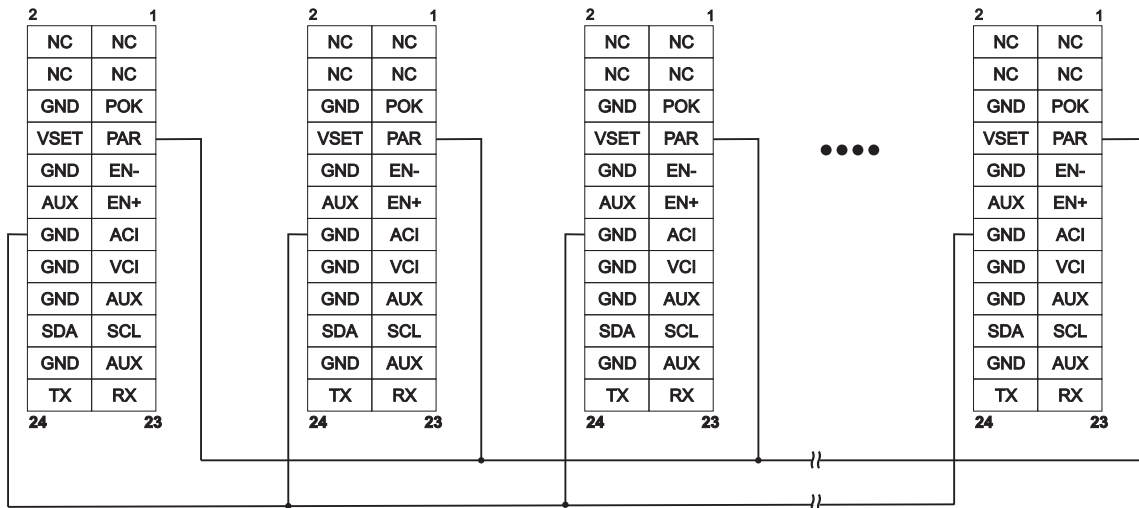 2 1 2 1 2 1 2 1
NC NC NC NC NC NC NC NC
NC NC NC NC NC NC NC NC
GND POK GND POK GND POK GND POK
VSET PAR VSET PAR VSET PAR VSET PAR
GND EN- GND EN- GND EN- GND EN-
AUX EN+ AUX EN+ AUX EN+ AUX EN+
GND ACI GND ACI GND ACI GND ACI
GND VCI GND VCI GND VCI GND VCI
GND AUX GND AUX GND AUX GND AUX
SDA SCL SDA SCL SDA SCL SDA SCL
GND AUX GND AUX GND AUX GND AUX
TX RX TX RX TX RX TX RX
24 23 24 23 24 23 24 23